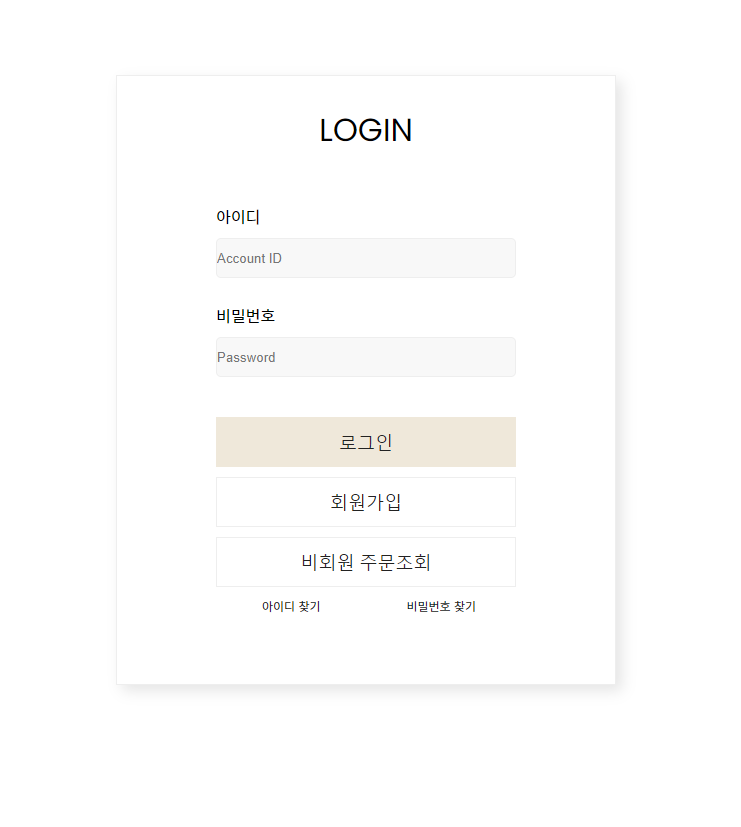 LOGIN
아이디
Account ID
비밀번호
Password
로그인
회원가입
비회원 주문조회
아이디 찾기 비밀번호 찾기